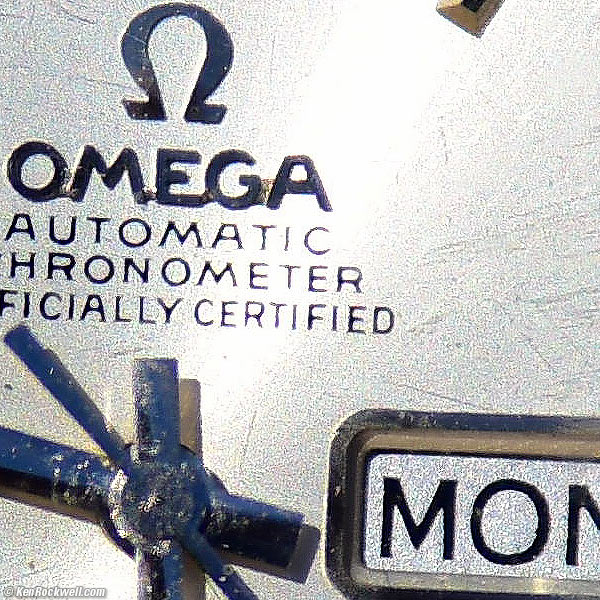 Ω
OMEGA
AUTOMATIC
HRONOMETER
FICIALLY CERTIFIED
MON
© KenRockwell.com